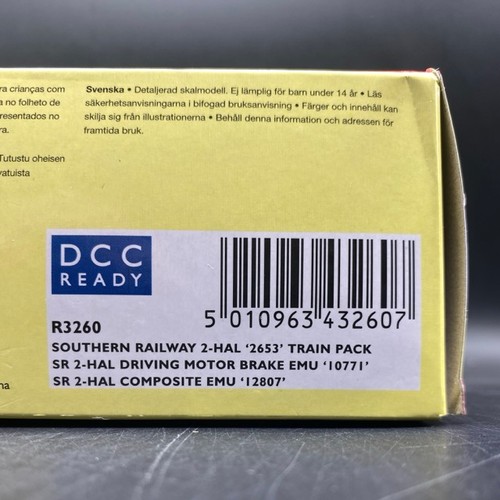 ra crianças com
a no folheto de
resentados no
ra.
Tutustu oheisen
vatuista
na
Svenska • Detaljerad skalmodell. Ej lämplig för barn under 14 år • Läs
säkerhetsanvisningarna i bifogad bruksanvisning • Färger och innehåll kan
skilja sig från illustrationerna • Behåll denna information och adressen för
framtida bruk.
DCC
READY
5 010963 432607
R3260
SOUTHERN RAILWAY 2-HAL ‘2653’ TRAIN PACK
SR 2-HAL DRIVING MOTOR BRAKE EMU ‘10771’
SR 2-HAL COMPOSITE EMU ‘12807’